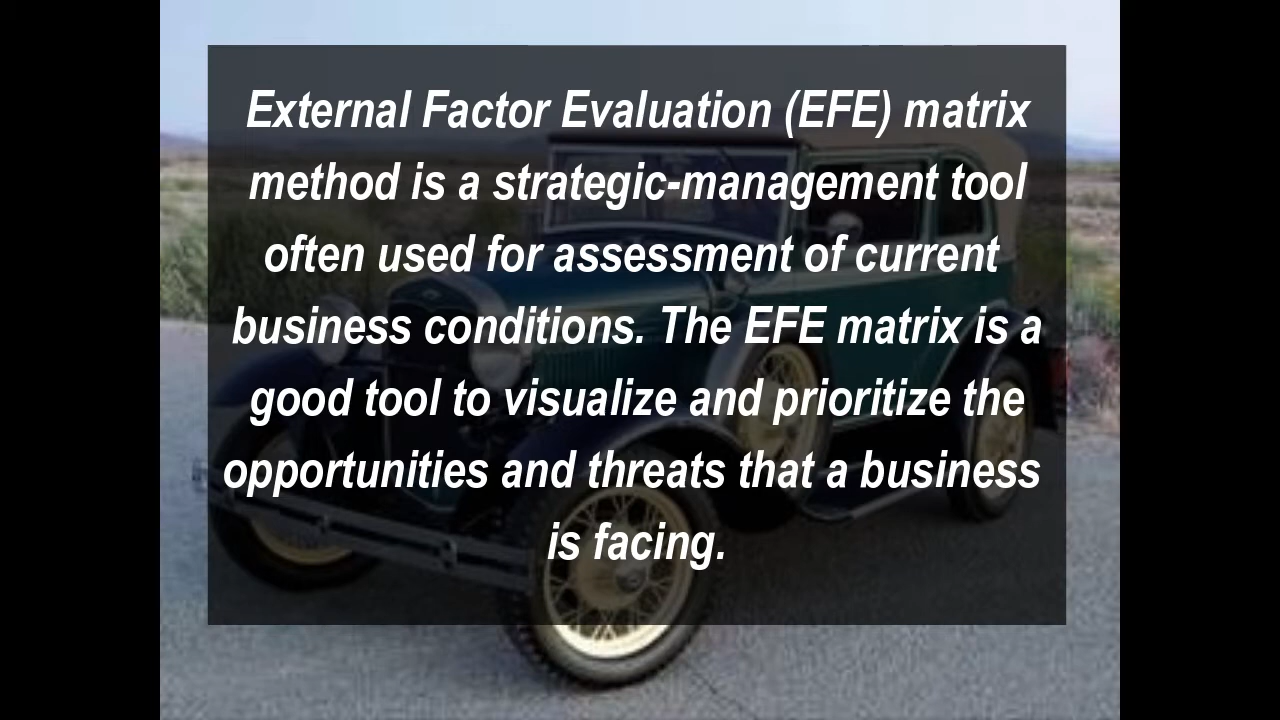 External Factor Evaluation (EFE) matrix
method is a strategic-management tool
often used for assessment of current
business conditions. The EFE matrix is a
good tool to visualize and prioritize the
opportunities and threats that a business
is facing.